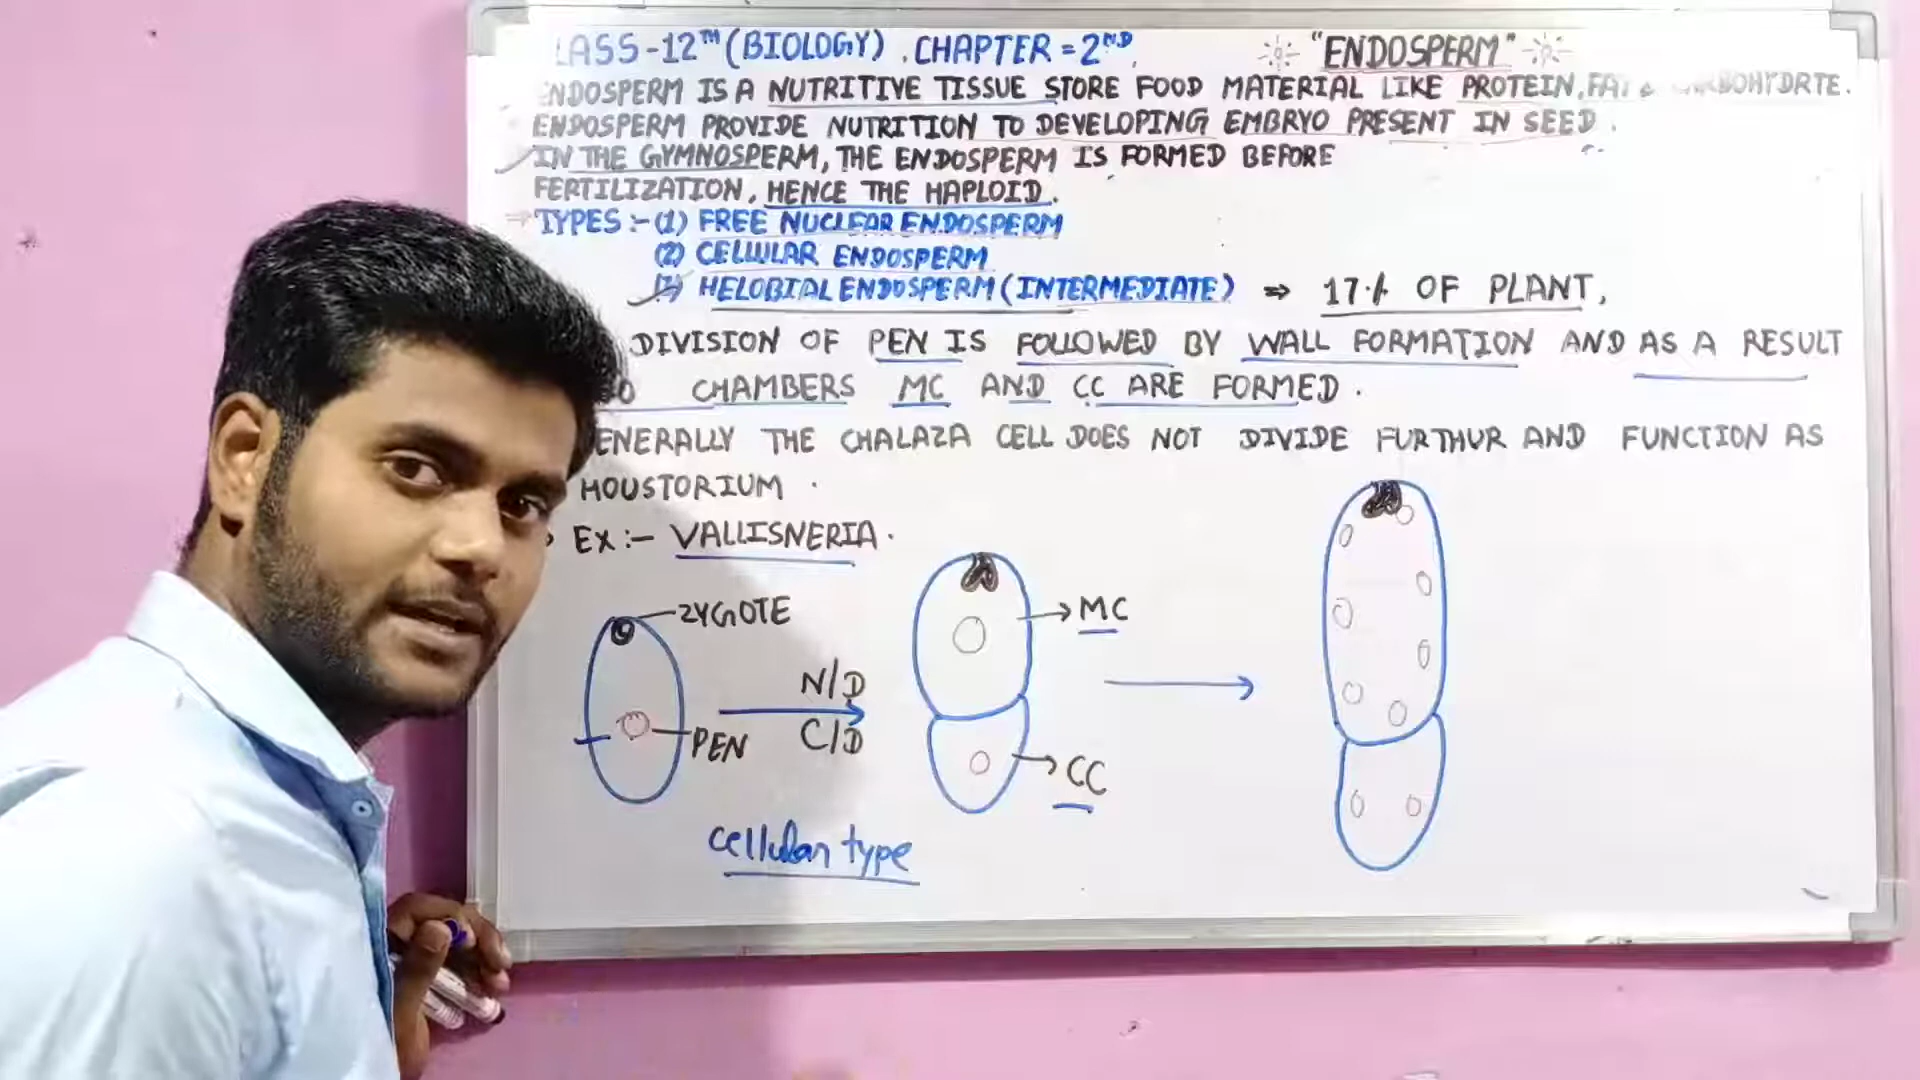 LASS-12TH (BIOLOGY) . CHAPTER = 2ND, "ENDOSPERM"
ENDOSPERM IS A NUTRITIVE TISSUE STORE FOOD MATERIAL LIKE PROTEIN, FAT & CARBOHYDRTE.
ENDOSPERM PROVIDE NUTRITION TO DEVELOPING EMBRYO PRESENT IN SEED.
IN THE GYMNOSPERM, THE ENDOSPERM IS FORMED BEFORE
FERTILIZATION, HENCE THE HAPLOID.
TYPES :- (1) FREE NUCLEAR ENDOSPERM
(2) CELLULAR ENDOSPERM
(3) HELOBIAL ENDOSPERM (INTERMEDIATE) ⇒ 17% OF PLANT,
DIVISION OF PEN IS FOLLOWED BY WALL FORMATION AND AS A RESULT
O CHAMBERS MC AND CC ARE FORMED.
ENERALLY THE CHALAZA CELL DOES NOT DIVIDE FURTHUR AND FUNCTION AS
HOUSTORIUM.
EX :- VALLISNERIA.
ZYGOTE
MC
N/D
C/D
PEN
CC
cellular type